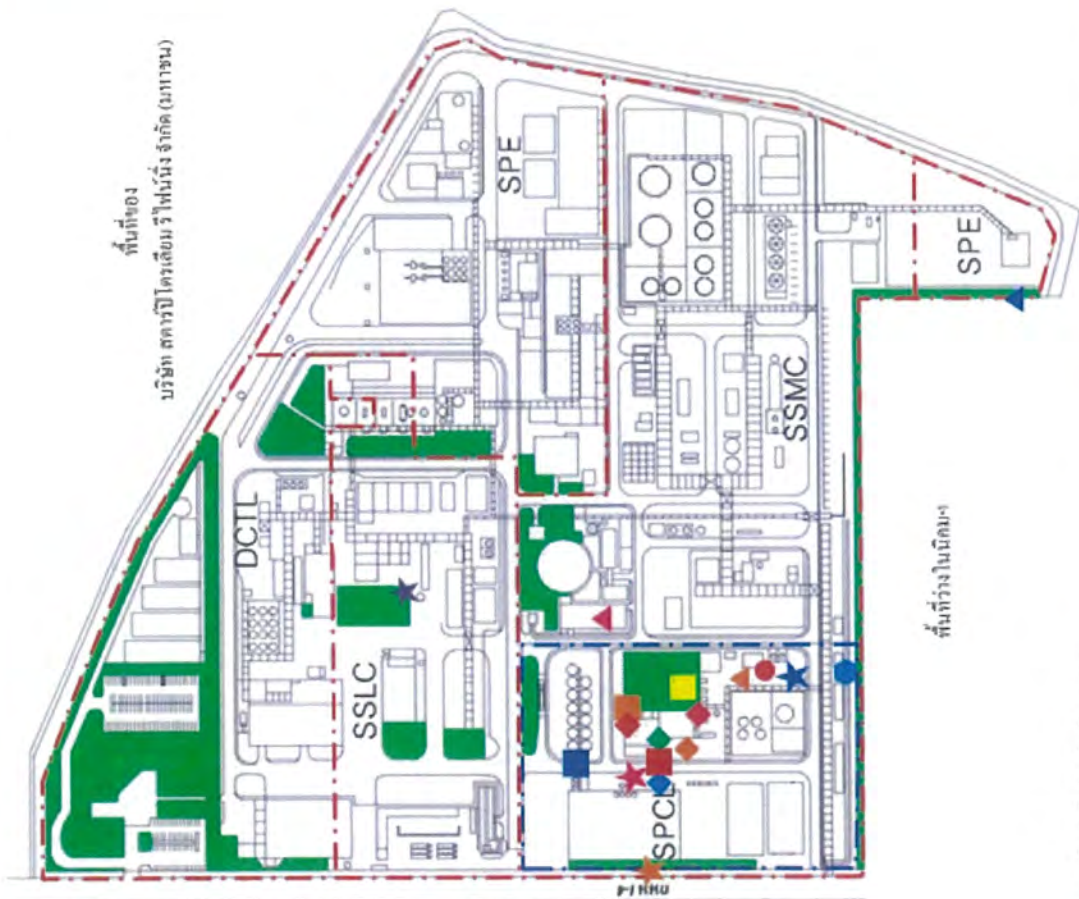 พื้นที่ของ
บริษัท สตาร์ปิโตรเลียม รีไฟน์นิ่ง จำกัด (มหาชน)
SPE
DCTL
SSLC
SPE
SSMC
SPCL
พื้นที่ว่างในนิคมฯ